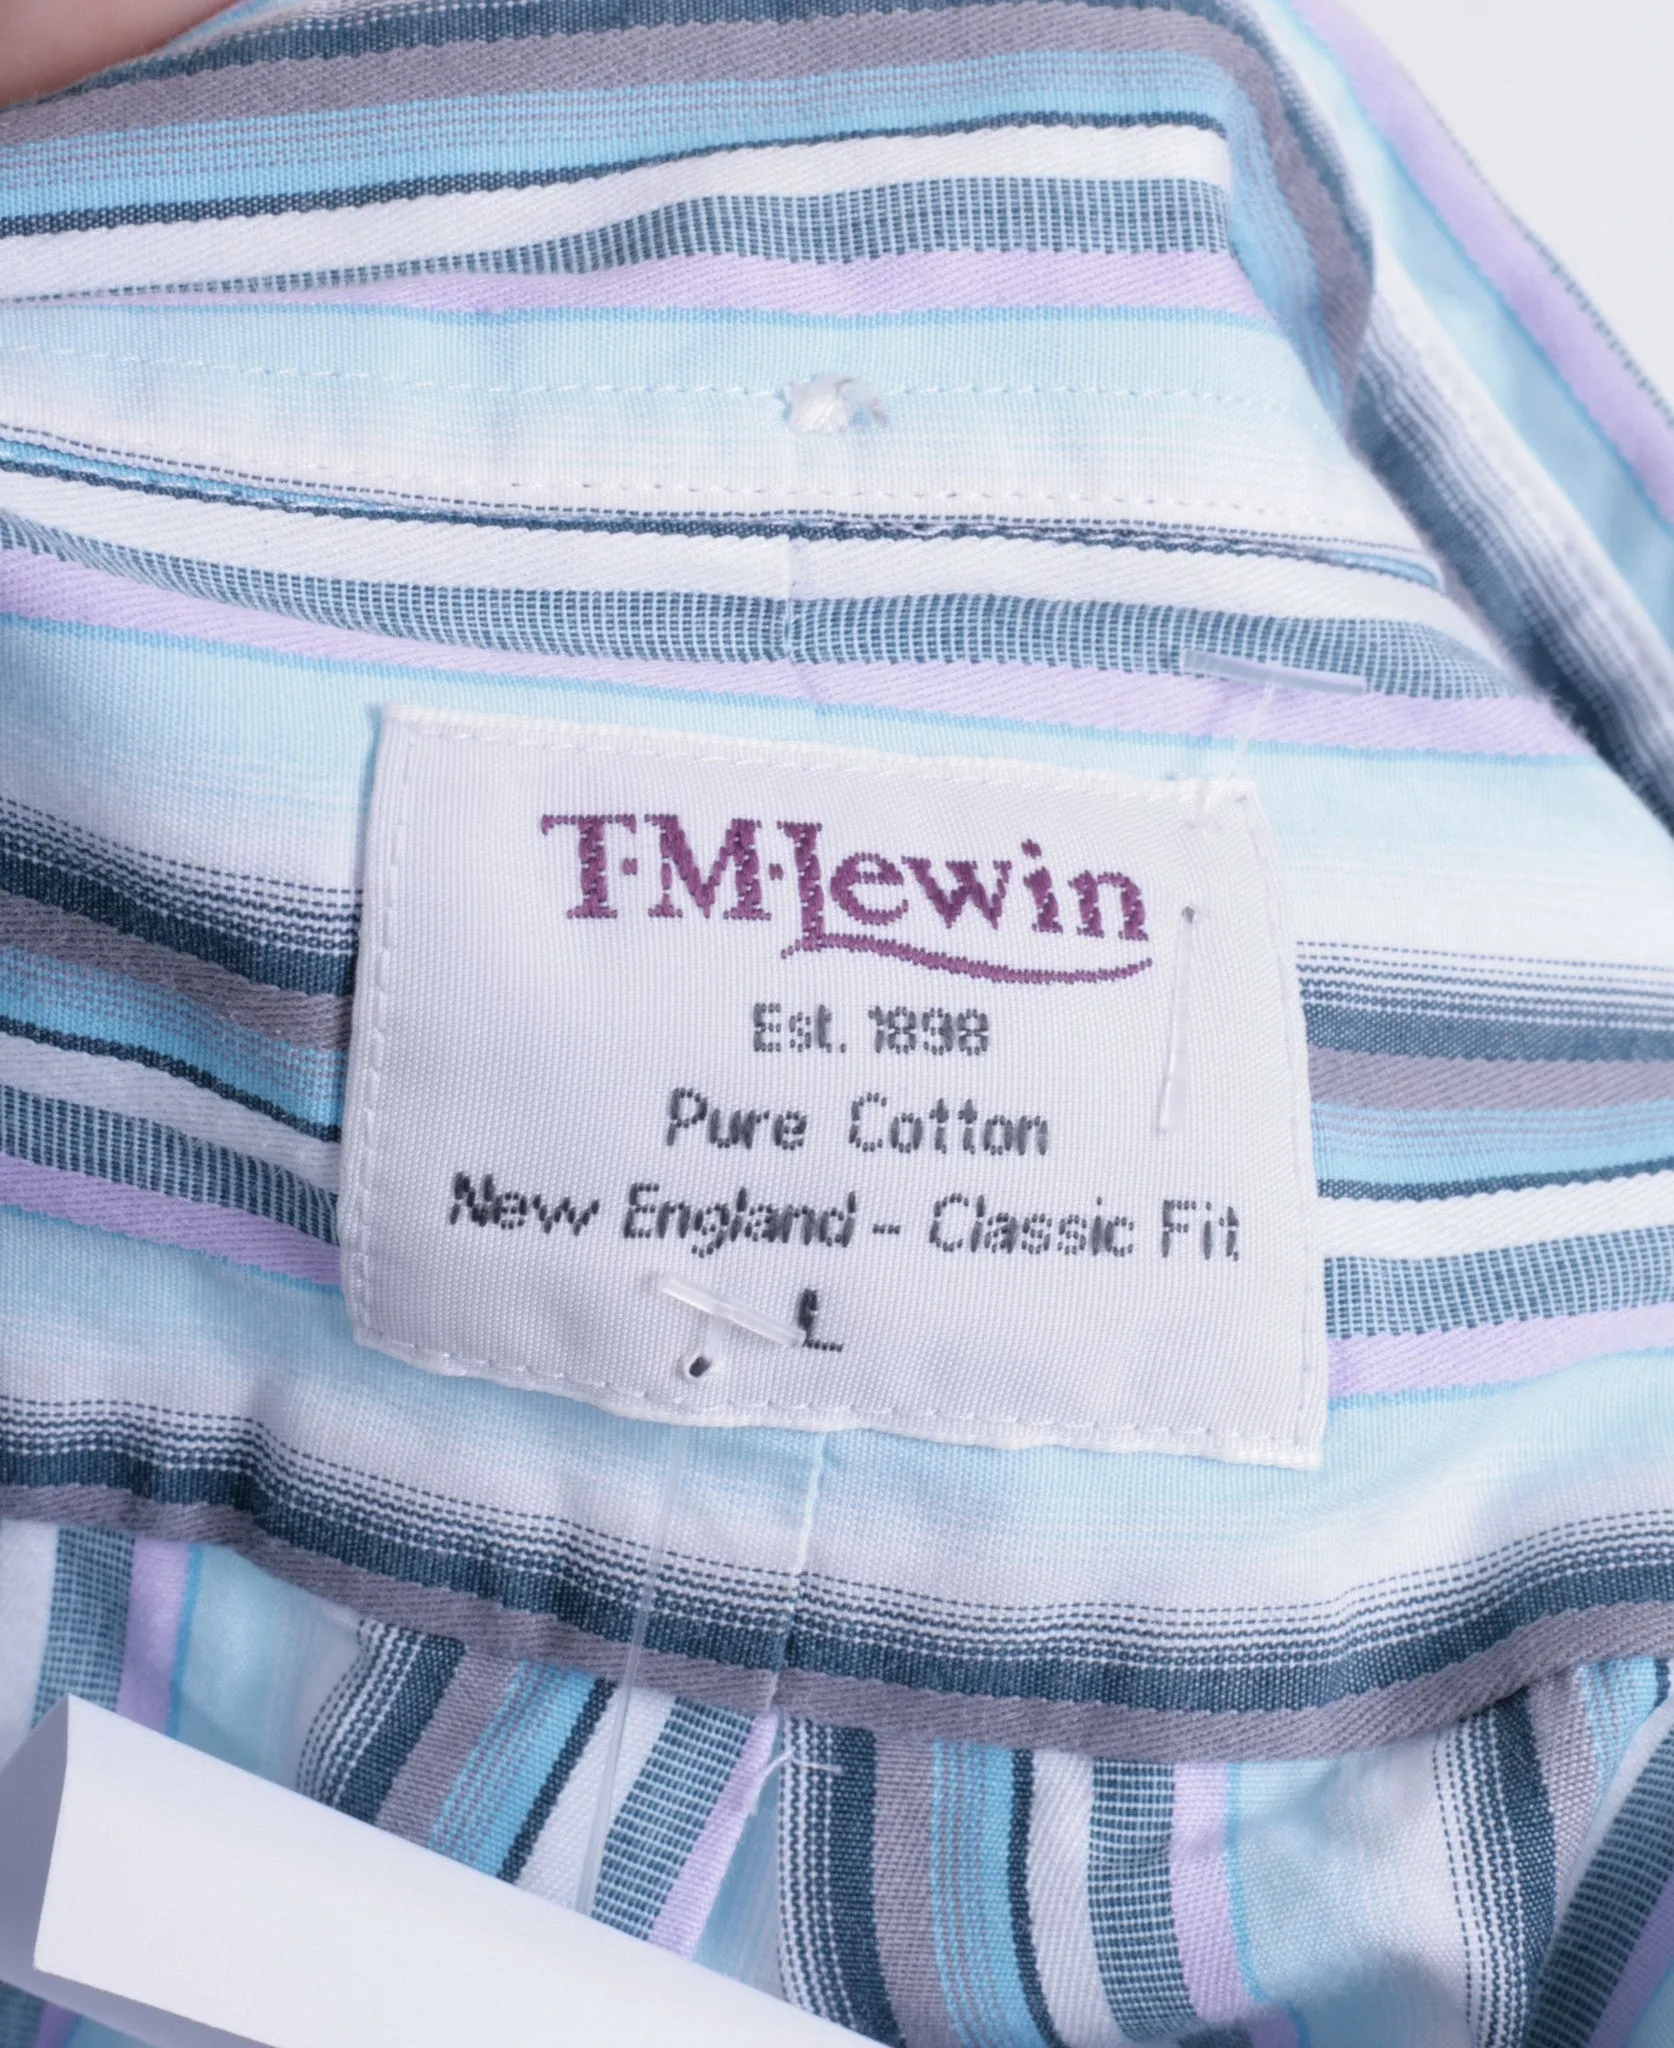 T·M·Lewin
Est. 1898
Pure Cotton
New England - Classic Fit
L